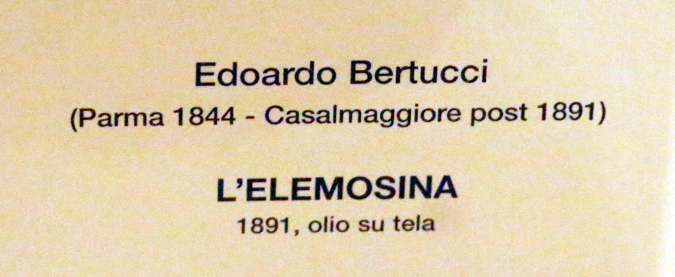 Edoardo Bertucci
(Parma 1844 - Casalmaggiore post 1891)
L'ELEMOSINA
1891, olio su tela